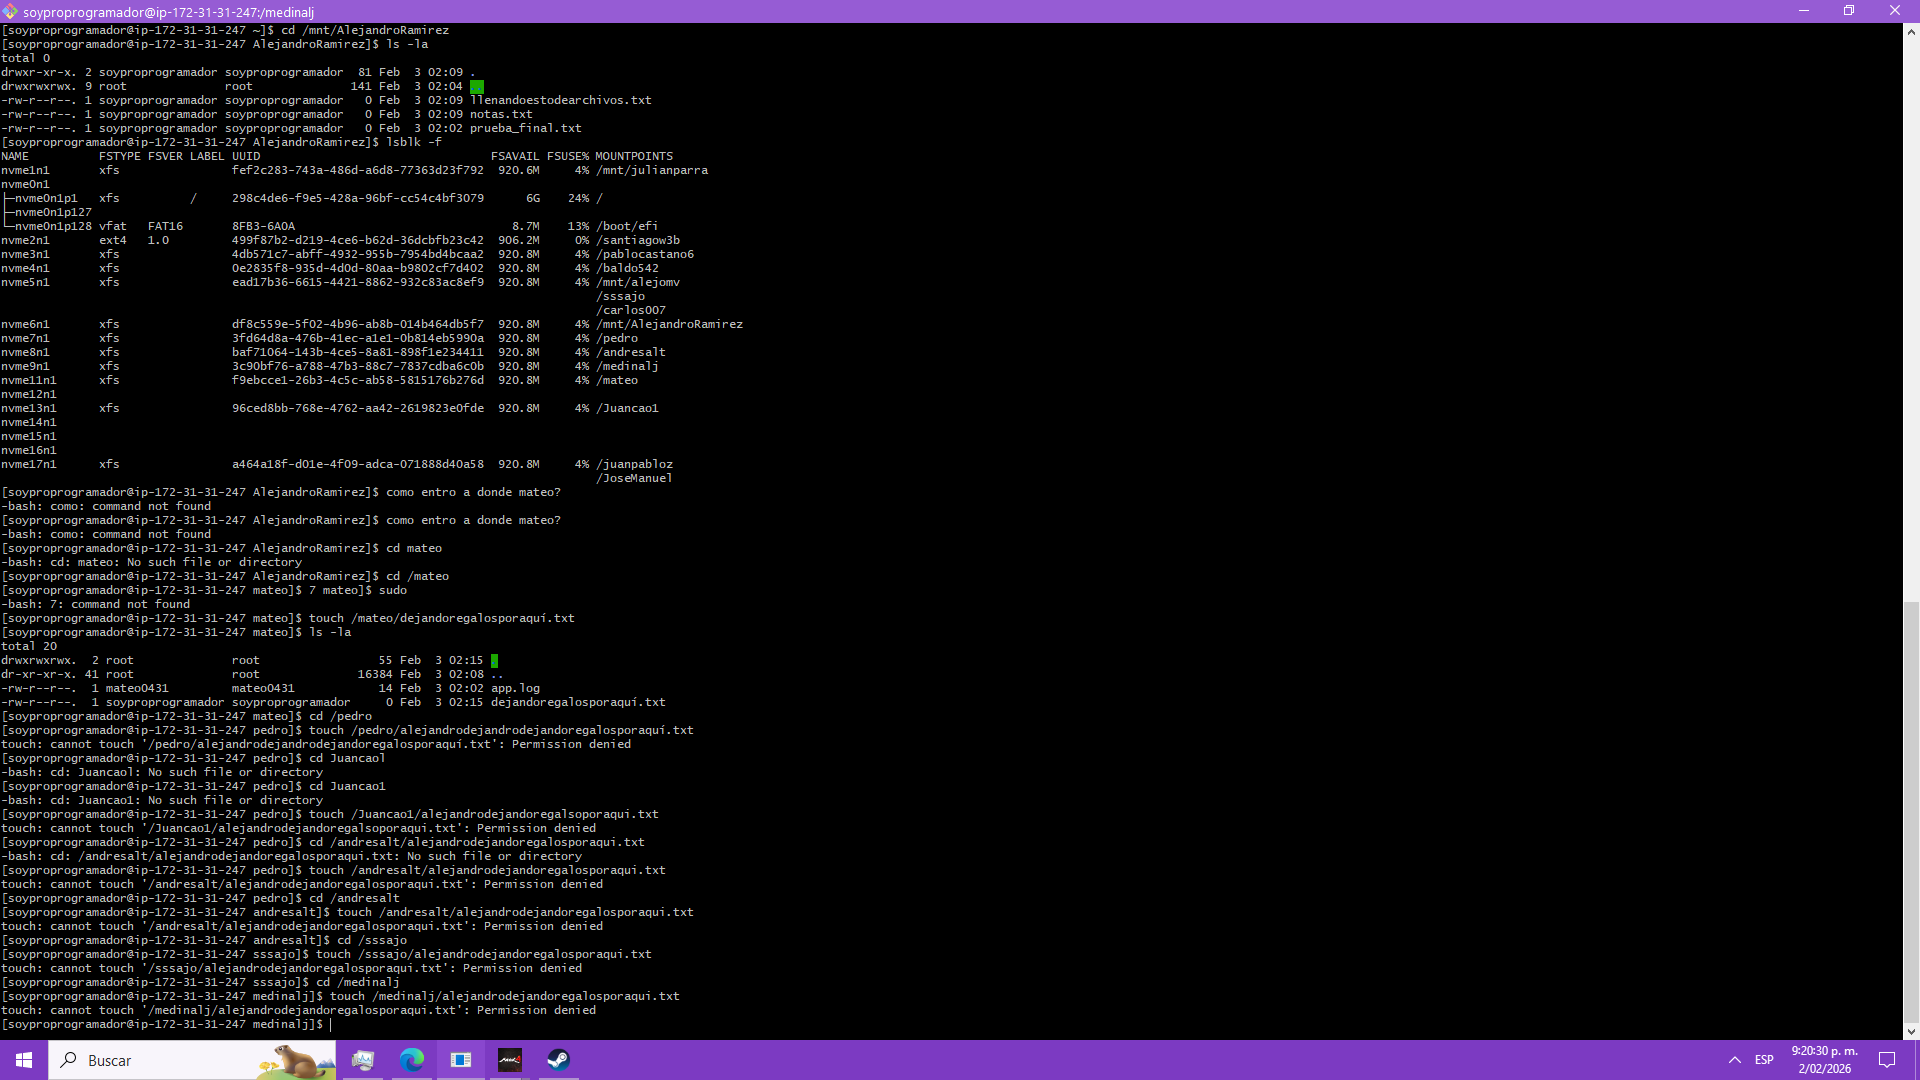 soyproprogramador@ip-172-31-31-247:/medinalj
[soyproprogramador@ip-172-31-31-247 ~]$ cd /mnt/AlejandroRamirez
[soyproprogramador@ip-172-31-31-247 AlejandroRamirez]$ ls -la
total 0
drwxr-xr-x. 2 soyproprogramador soyproprogramador  81 Feb  3 02:09 .
drwxrwxrwx. 9 root              root              141 Feb  3 02:04 ..
-rw-r--r--. 1 soyproprogramador soyproprogramador   0 Feb  3 02:09 llenandoestodearchivos.txt
-rw-r--r--. 1 soyproprogramador soyproprogramador   0 Feb  3 02:09 notas.txt
-rw-r--r--. 1 soyproprogramador soyproprogramador   0 Feb  3 02:02 prueba_final.txt
[soyproprogramador@ip-172-31-31-247 AlejandroRamirez]$ lsblk -f
NAME          FSTYPE FSVER LABEL UUID                                 FSAVAIL FSUSE% MOUNTPOINTS
nvme1n1       xfs                fef2c283-743a-486d-a6d8-77363d23f792  920.6M     4% /mnt/julianparra
nvme0n1
├─nvme0n1p1   xfs          /     298c4de6-f9e5-428a-96bf-cc54c4bf3079      6G    24% /
├─nvme0n1p127
└─nvme0n1p128 vfat   FAT16       8FB3-6A0A                               8.7M    13% /boot/efi
nvme2n1       ext4   1.0         499f87b2-d219-4ce6-b62d-36dcbfb23c42  906.2M     0% /santiagow3b
nvme3n1       xfs                4db571c7-abff-4932-955b-7954bd4bcaa2  920.8M     4% /pablocastano6
nvme4n1       xfs                0e2835f8-935d-4d0d-80aa-b9802cf7d402  920.8M     4% /baldo542
nvme5n1       xfs                ead17b36-6615-4421-8862-932c83ac8ef9  920.8M     4% /mnt/alejomv
/sssajo
/carlos007
nvme6n1       xfs                df8c559e-5f02-4b96-ab8b-014b464db5f7  920.8M     4% /mnt/AlejandroRamirez
nvme7n1       xfs                3fd64d8a-476b-41ec-a1e1-0b814eb5990a  920.8M     4% /pedro
nvme8n1       xfs                baf71064-143b-4ce5-8a81-898f1e234411  920.8M     4% /andresalt
nvme9n1       xfs                3c90bf76-a788-47b3-88c7-7837cdba6c0b  920.8M     4% /medinalj
nvme11n1      xfs                f9ebcce1-26b3-4c5c-ab58-5815176b276d  920.8M     4% /mateo
nvme12n1
nvme13n1      xfs                96ced8bb-768e-4762-aa42-2619823e0fde  920.8M     4% /Juancao1
nvme14n1
nvme15n1
nvme16n1
nvme17n1      xfs                a464a18f-d01e-4f09-adca-071888d40a58  920.8M     4% /juanpabloz
/JoseManuel
[soyproprogramador@ip-172-31-31-247 AlejandroRamirez]$ como entro a donde mateo?
-bash: como: command not found
[soyproprogramador@ip-172-31-31-247 AlejandroRamirez]$ como entro a donde mateo?
-bash: como: command not found
[soyproprogramador@ip-172-31-31-247 AlejandroRamirez]$ cd mateo
-bash: cd: mateo: No such file or directory
[soyproprogramador@ip-172-31-31-247 AlejandroRamirez]$ cd /mateo
[soyproprogramador@ip-172-31-31-247 mateo]$ 7 mateo]$ sudo
-bash: 7: command not found
[soyproprogramador@ip-172-31-31-247 mateo]$ touch /mateo/dejandoregalosporaquí.txt
[soyproprogramador@ip-172-31-31-247 mateo]$ ls -la
total 20
drwxrwxrwx.  2 root              root                 55 Feb  3 02:15 .
dr-xr-xr-x. 41 root              root              16384 Feb  3 02:08 ..
-rw-r--r--.  1 mateo0431         mateo0431            14 Feb  3 02:02 app.log
-rw-r--r--.  1 soyproprogramador soyproprogramador     0 Feb  3 02:15 dejandoregalosporaquí.txt
[soyproprogramador@ip-172-31-31-247 mateo]$ cd /pedro
[soyproprogramador@ip-172-31-31-247 pedro]$ touch /pedro/alejandrodejandrodejandoregalosporaquí.txt
touch: cannot touch '/pedro/alejandrodejandrodejandoregalosporaquí.txt': Permission denied
[soyproprogramador@ip-172-31-31-247 pedro]$ cd Juancaol
-bash: cd: Juancaol: No such file or directory
[soyproprogramador@ip-172-31-31-247 pedro]$ cd Juancao1
-bash: cd: Juancao1: No such file or directory
[soyproprogramador@ip-172-31-31-247 pedro]$ touch /Juancao1/alejandrodejandoregalsoporaqui.txt
touch: cannot touch '/Juancao1/alejandrodejandoregalsoporaqui.txt': Permission denied
[soyproprogramador@ip-172-31-31-247 pedro]$ cd /andresalt/alejandrodejandoregalosporaqui.txt
-bash: cd: /andresalt/alejandrodejandoregalosporaqui.txt: No such file or directory
[soyproprogramador@ip-172-31-31-247 pedro]$ touch /andresalt/alejandrodejandoregalosporaqui.txt
touch: cannot touch '/andresalt/alejandrodejandoregalosporaqui.txt': Permission denied
[soyproprogramador@ip-172-31-31-247 pedro]$ cd /andresalt
[soyproprogramador@ip-172-31-31-247 andresalt]$ touch /andresalt/alejandrodejandoregalosporaqui.txt
touch: cannot touch '/andresalt/alejandrodejandoregalosporaqui.txt': Permission denied
[soyproprogramador@ip-172-31-31-247 andresalt]$ cd /sssajo
[soyproprogramador@ip-172-31-31-247 sssajo]$ touch /sssajo/alejandrodejandoregalosporaqui.txt
touch: cannot touch '/sssajo/alejandrodejandoregalosporaqui.txt': Permission denied
[soyproprogramador@ip-172-31-31-247 sssajo]$ cd /medinalj
[soyproprogramador@ip-172-31-31-247 medinalj]$ touch /medinalj/alejandrodejandoregalosporaqui.txt
touch: cannot touch '/medinalj/alejandrodejandoregalosporaqui.txt': Permission denied
[soyproprogramador@ip-172-31-31-247 medinalj]$
Buscar
ESP
9:20:30 p. m.
2/02/2026